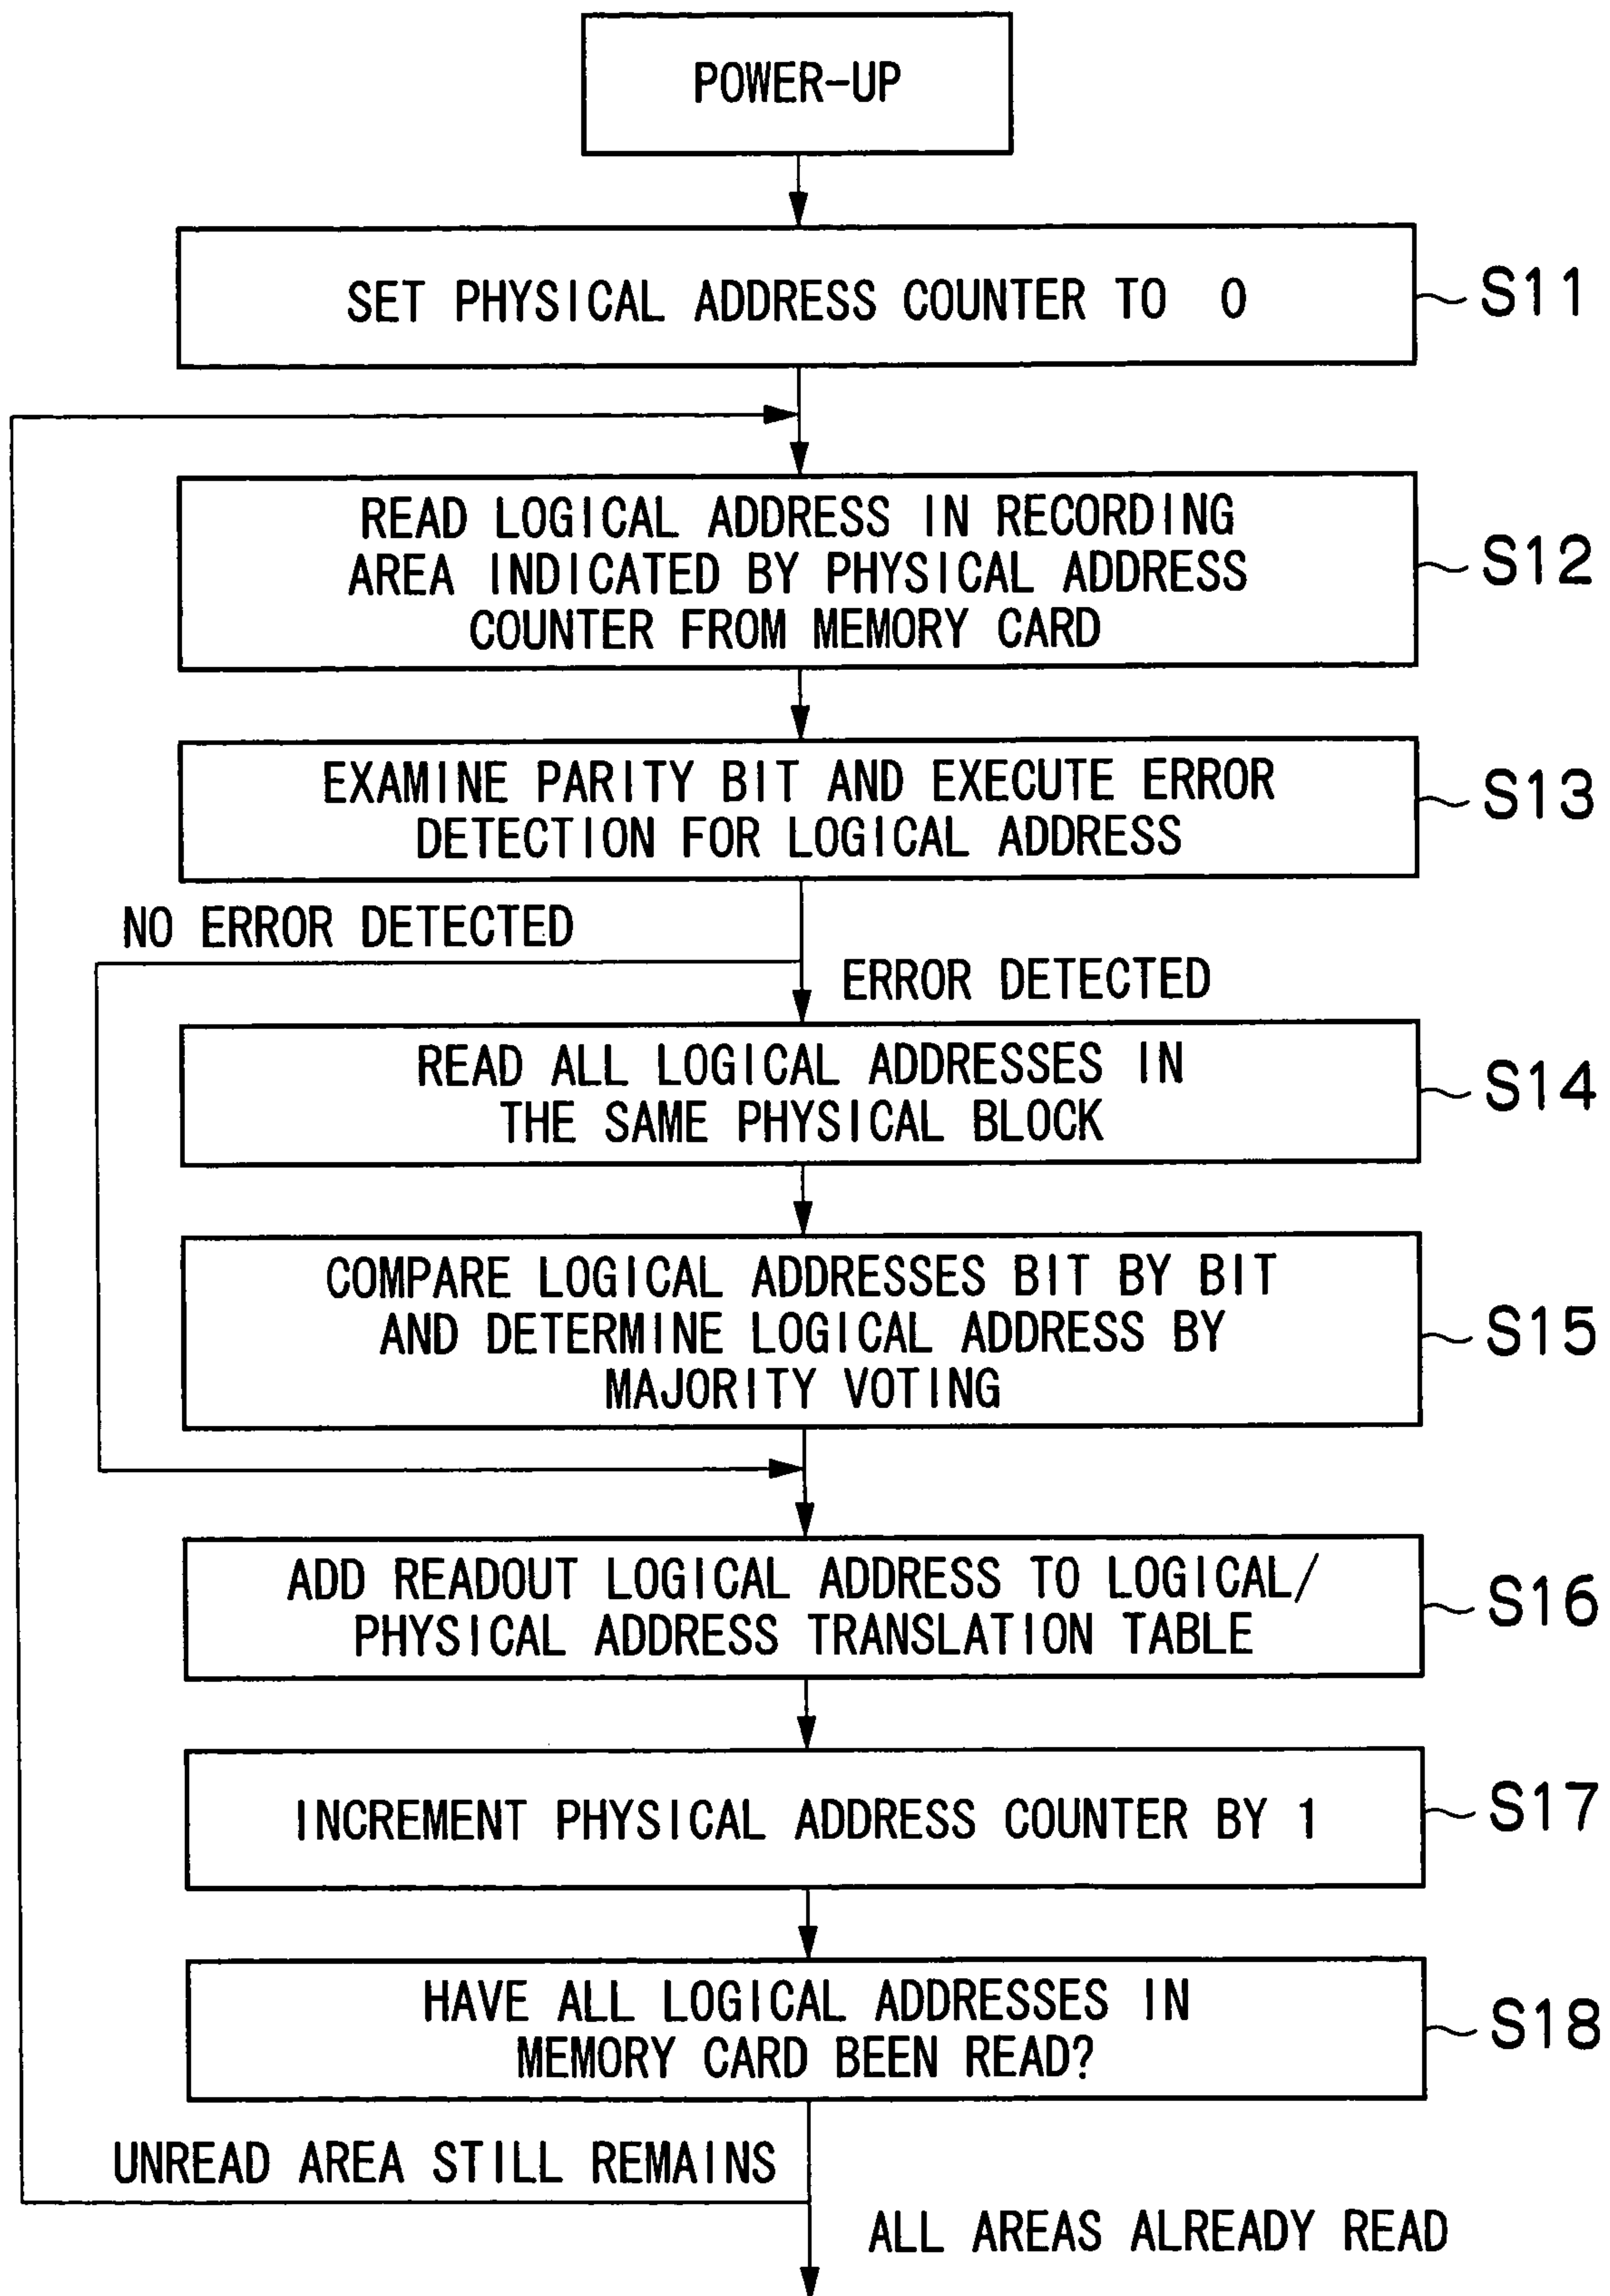 POWER-UP
SET PHYSICAL ADDRESS COUNTER TO 0
S11
READ LOGICAL ADDRESS IN RECORDING
AREA INDICATED BY PHYSICAL ADDRESS
COUNTER FROM MEMORY CARD
S12
EXAMINE PARITY BIT AND EXECUTE ERROR
DETECTION FOR LOGICAL ADDRESS
S13
NO ERROR DETECTED
ERROR DETECTED
READ ALL LOGICAL ADDRESSES IN
THE SAME PHYSICAL BLOCK
S14
COMPARE LOGICAL ADDRESSES BIT BY BIT
AND DETERMINE LOGICAL ADDRESS BY
MAJORITY VOTING
S15
ADD READOUT LOGICAL ADDRESS TO LOGICAL/
PHYSICAL ADDRESS TRANSLATION TABLE
S16
INCREMENT PHYSICAL ADDRESS COUNTER BY 1
S17
HAVE ALL LOGICAL ADDRESSES IN
MEMORY CARD BEEN READ?
S18
UNREAD AREA STILL REMAINS
ALL AREAS ALREADY READ